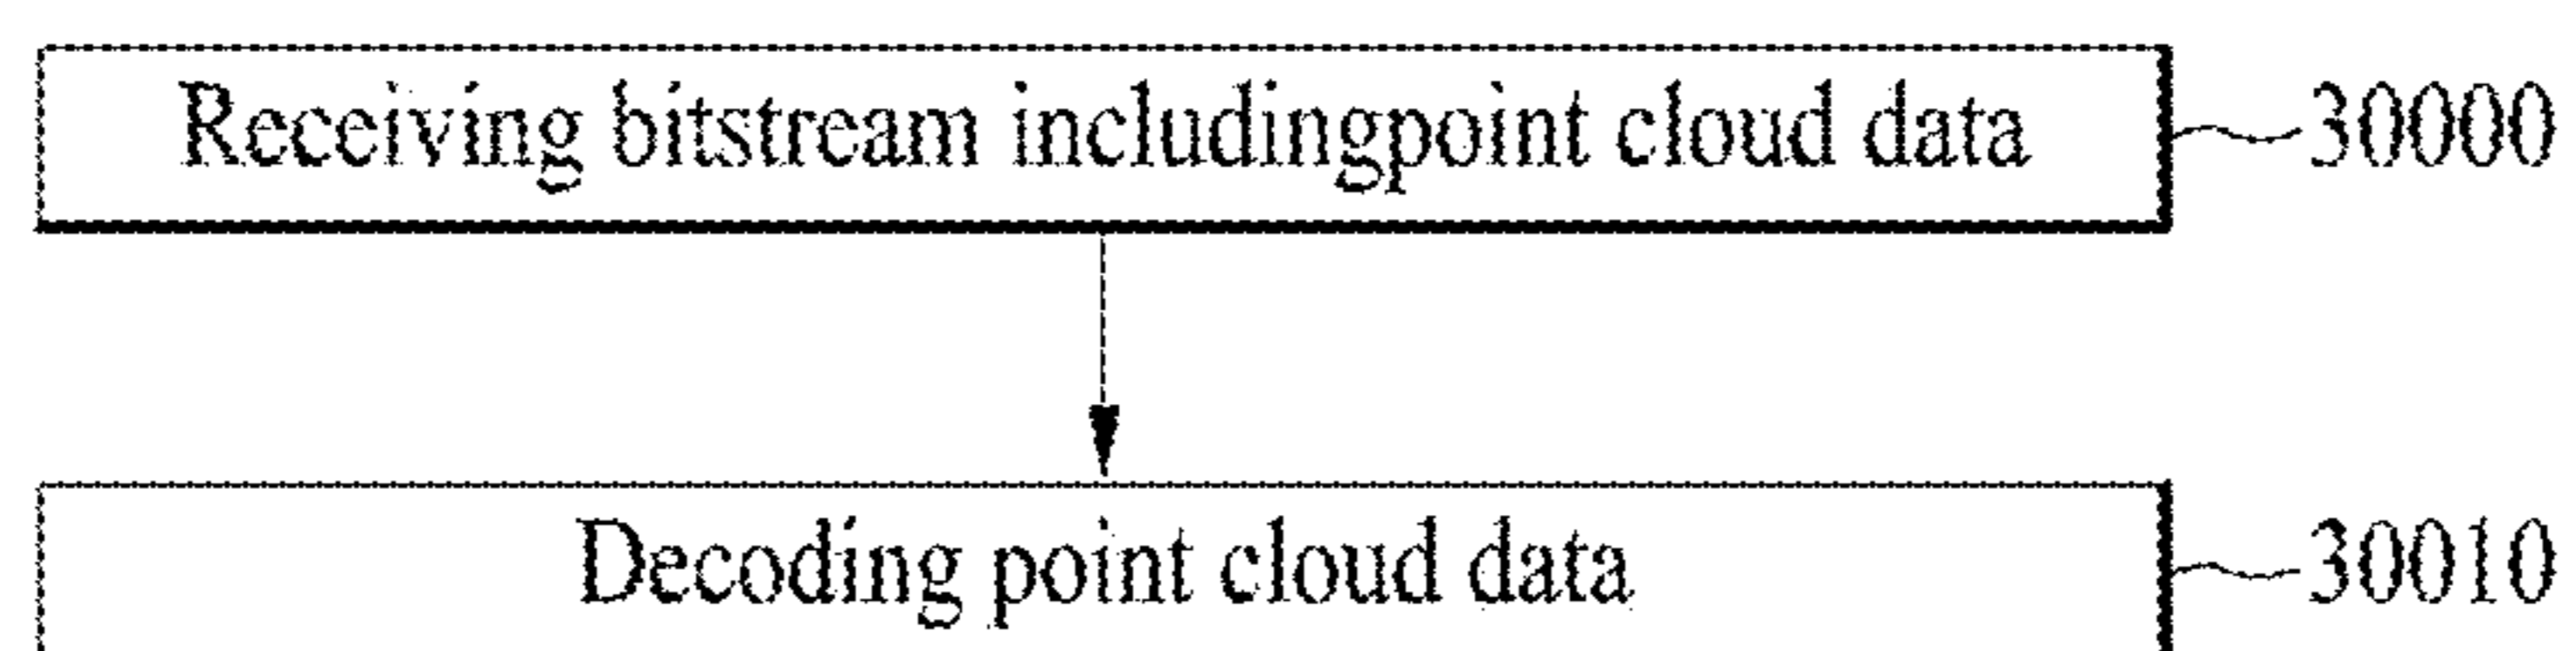 Receiving bitstream includingpoint cloud data 30000
Decoding point cloud data 30010